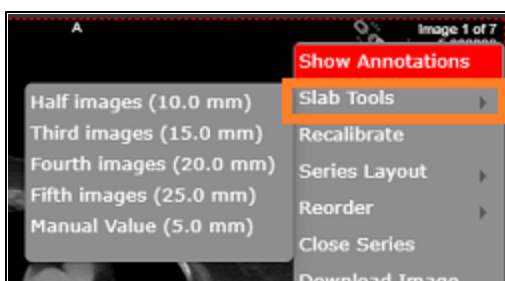 A
Image 1 of 7
Show Annotations
Slab Tools
Recalibrate
Series Layout
Reorder
Close Series
Download Image
Half images (10.0 mm)
Third images (15.0 mm)
Fourth images (20.0 mm)
Fifth images (25.0 mm)
Manual Value (5.0 mm)